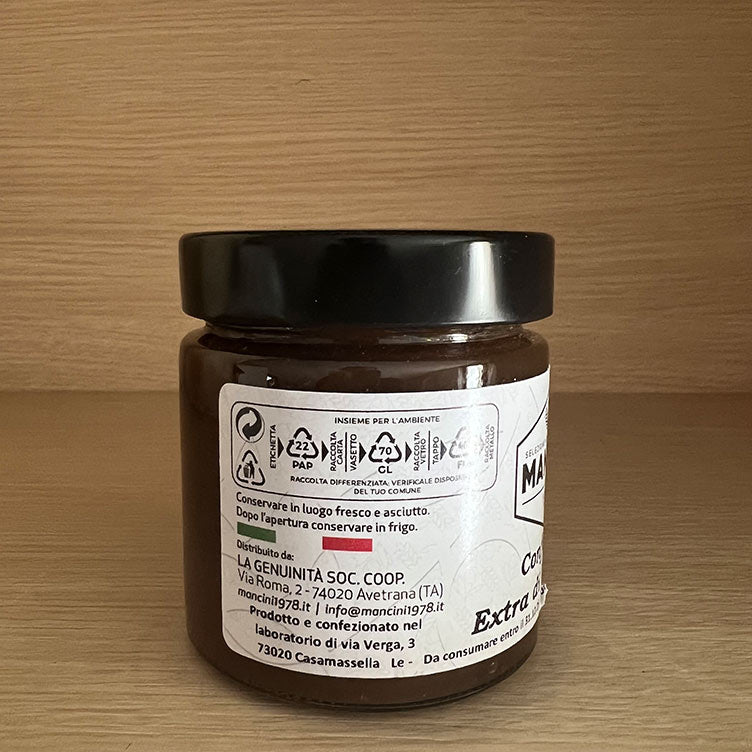 INSIEME PER L'AMBIENTE
ETICHETTA
22
PAP
RACCOLTA
CARTA
VASETTO
70
GL
RACCOLTA
VETRO
TAPPO
RACCOLTA
METALLO
RACCOLTA DIFFERENZIATA: VERIFICA LE
DEL TUO COMUNE
Conservare in luogo fresco e asciutto.
Dopo l'apertura conservare in frigo.
Distribuito da:
LA GENUINITÀ SOC. COOP.
Via Roma, 2 - 74020 Avetrana (TA)
mancini1978.it | info@mancini1978.it
Prodotto e confezionato nel
laboratorio di via Verga, 3
73020 Casamassella Le - Da consumare entro il
Extra